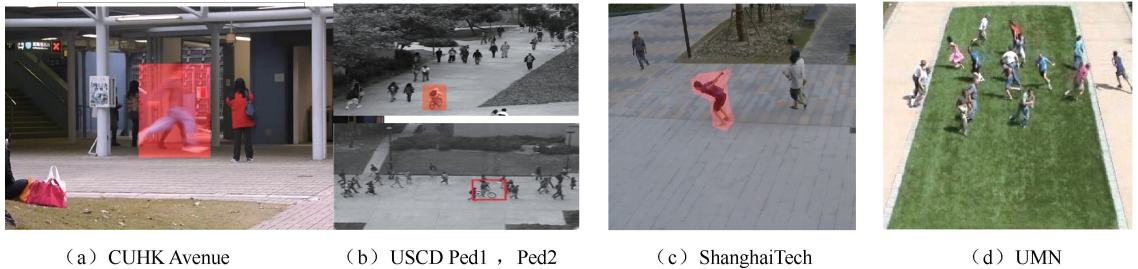 (a) CUHK Avenue
(b) USCD Ped1 , Ped2
(c) ShanghaiTech
(d) UMN